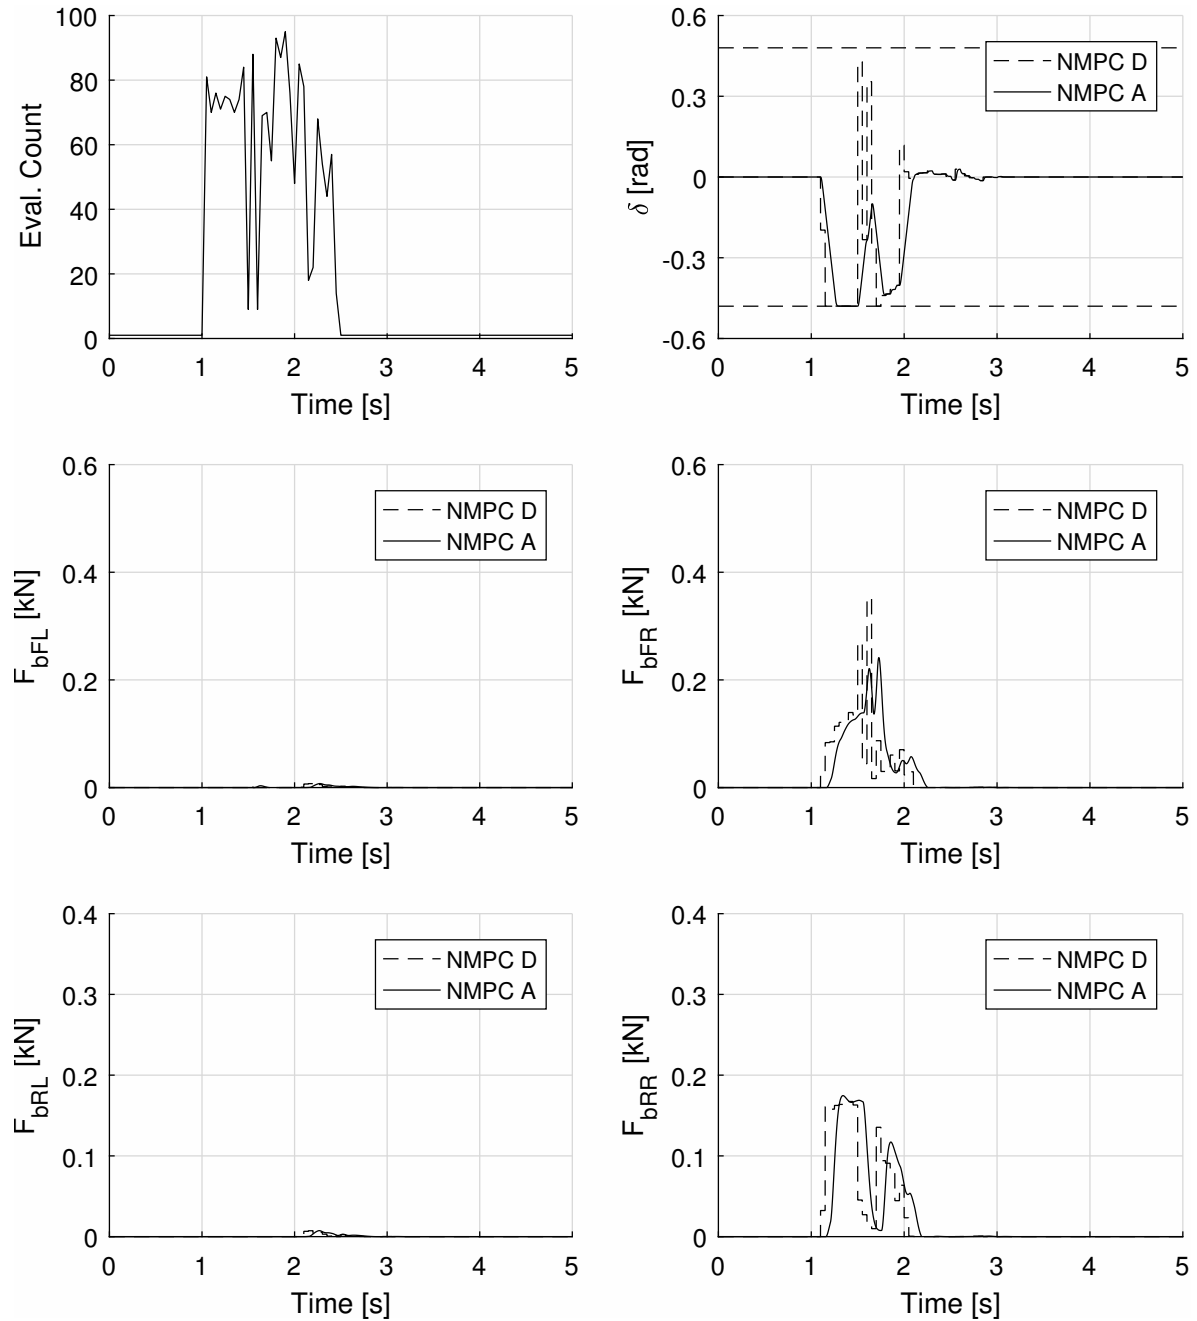 100
80
60
40
20
0
Eval. Count
0 1 2 3 4 5
Time [s]
0.6
0.3
0
-0.3
-0.6
δ [rad]
NMPC D
NMPC A
0 1 2 3 4 5
Time [s]
0.6
0.4
0.2
0
F_bFL [kN]
NMPC D
NMPC A
0 1 2 3 4 5
Time [s]
0.6
0.4
0.2
0
F_bFR [kN]
NMPC D
NMPC A
0 1 2 3 4 5
Time [s]
0.4
0.3
0.2
0.1
0
F_bRL [kN]
NMPC D
NMPC A
0 1 2 3 4 5
Time [s]
0.4
0.3
0.2
0.1
0
F_bRR [kN]
NMPC D
NMPC A
0 1 2 3 4 5
Time [s]